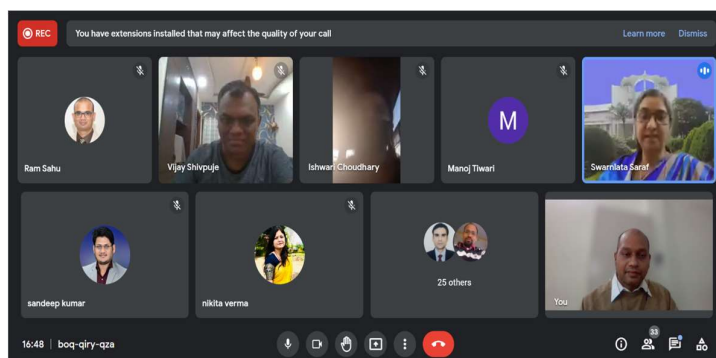 REC You have extensions installed that may affect the quality of your call Learn more Dismiss
M
Ram Sahu Vijay Shivpuje Ishwari Choudhary Manoj Tiwari Swarnlata Saraf
25 others
sandeep kumar nikita verma You
33
16:48 | boq-qiry-qza